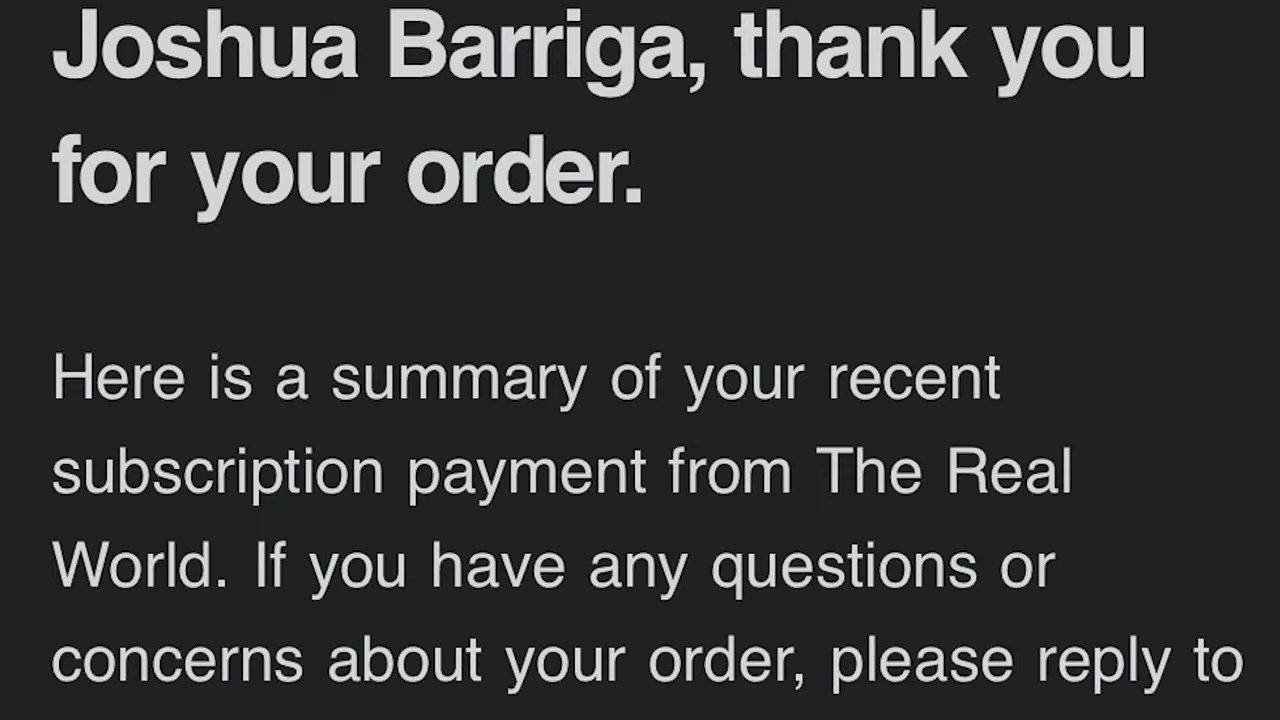 Joshua Barriga, thank you
for your order.
Here is a summary of your recent
subscription payment from The Real
World. If you have any questions or
concerns about your order, please reply to